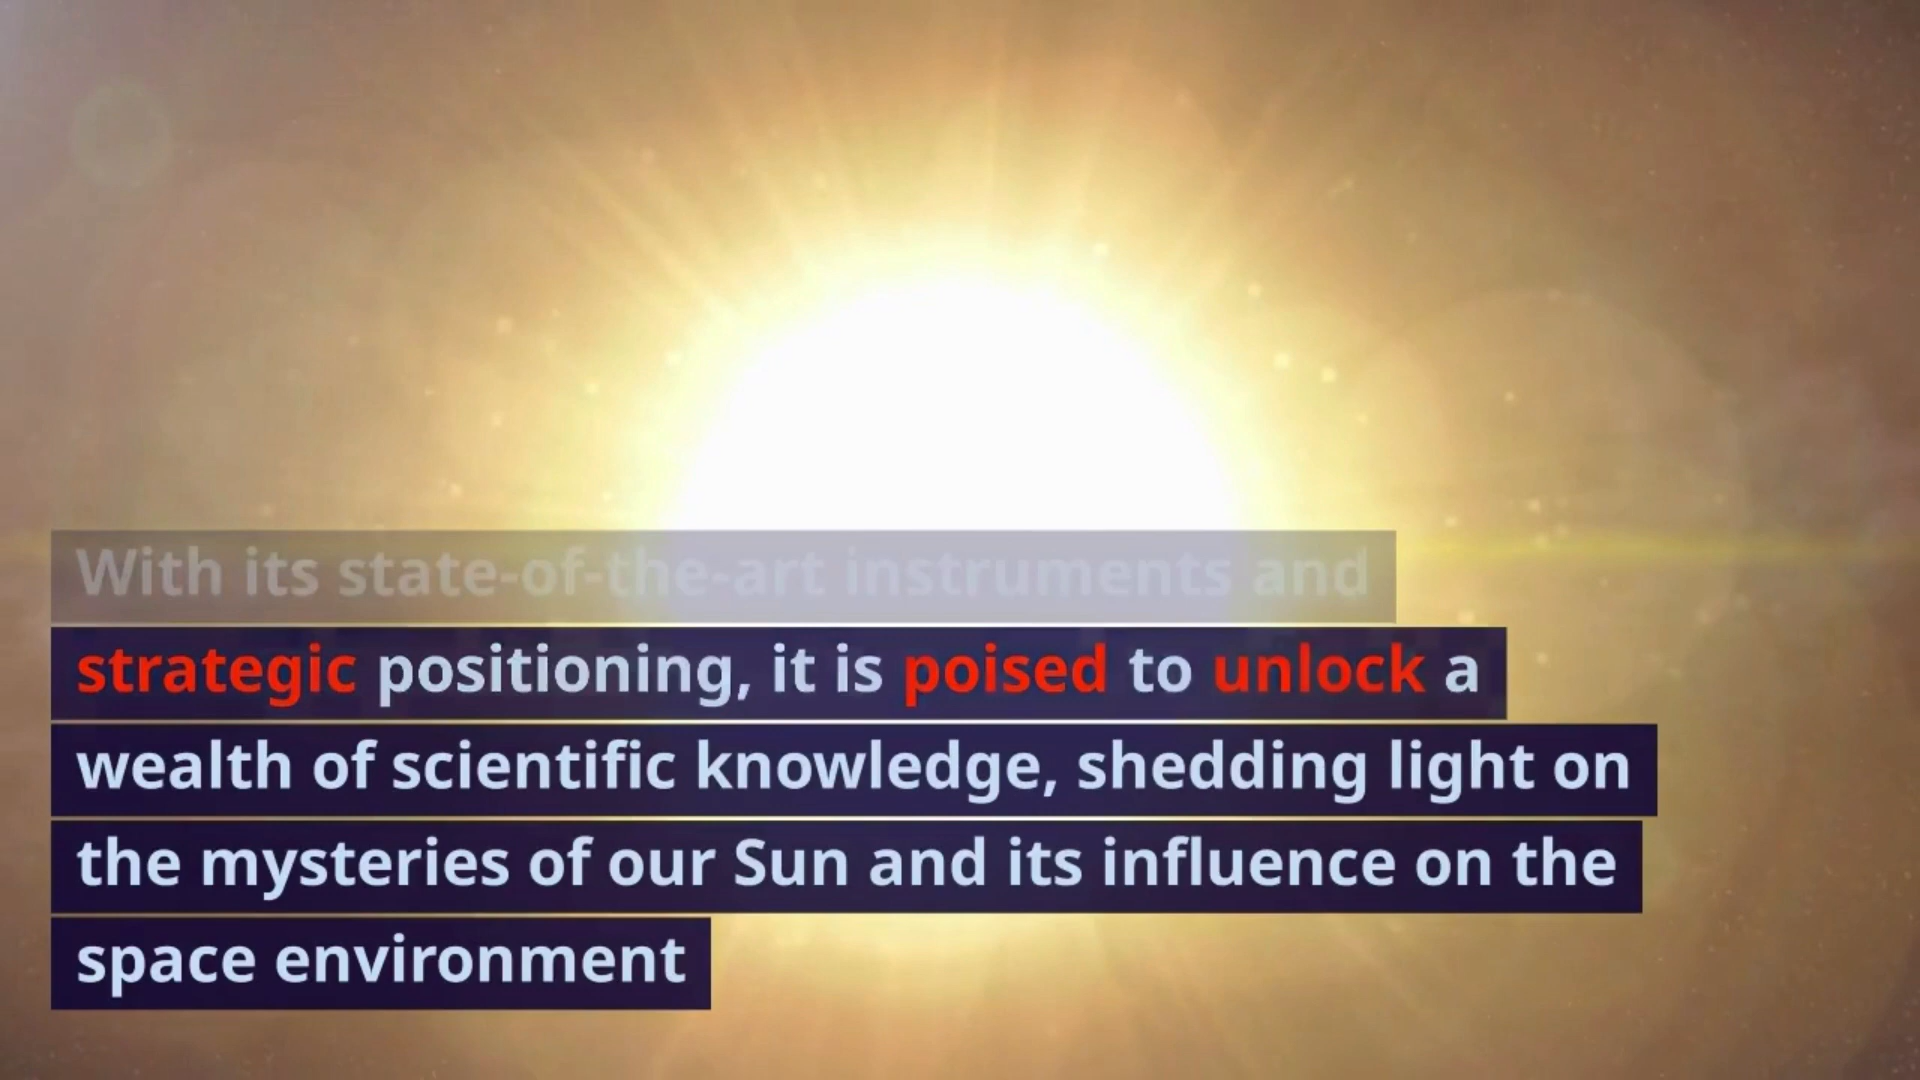 With its state-of-the-art instruments and
strategic positioning, it is poised to unlock a
wealth of scientific knowledge, shedding light on
the mysteries of our Sun and its influence on the
space environment